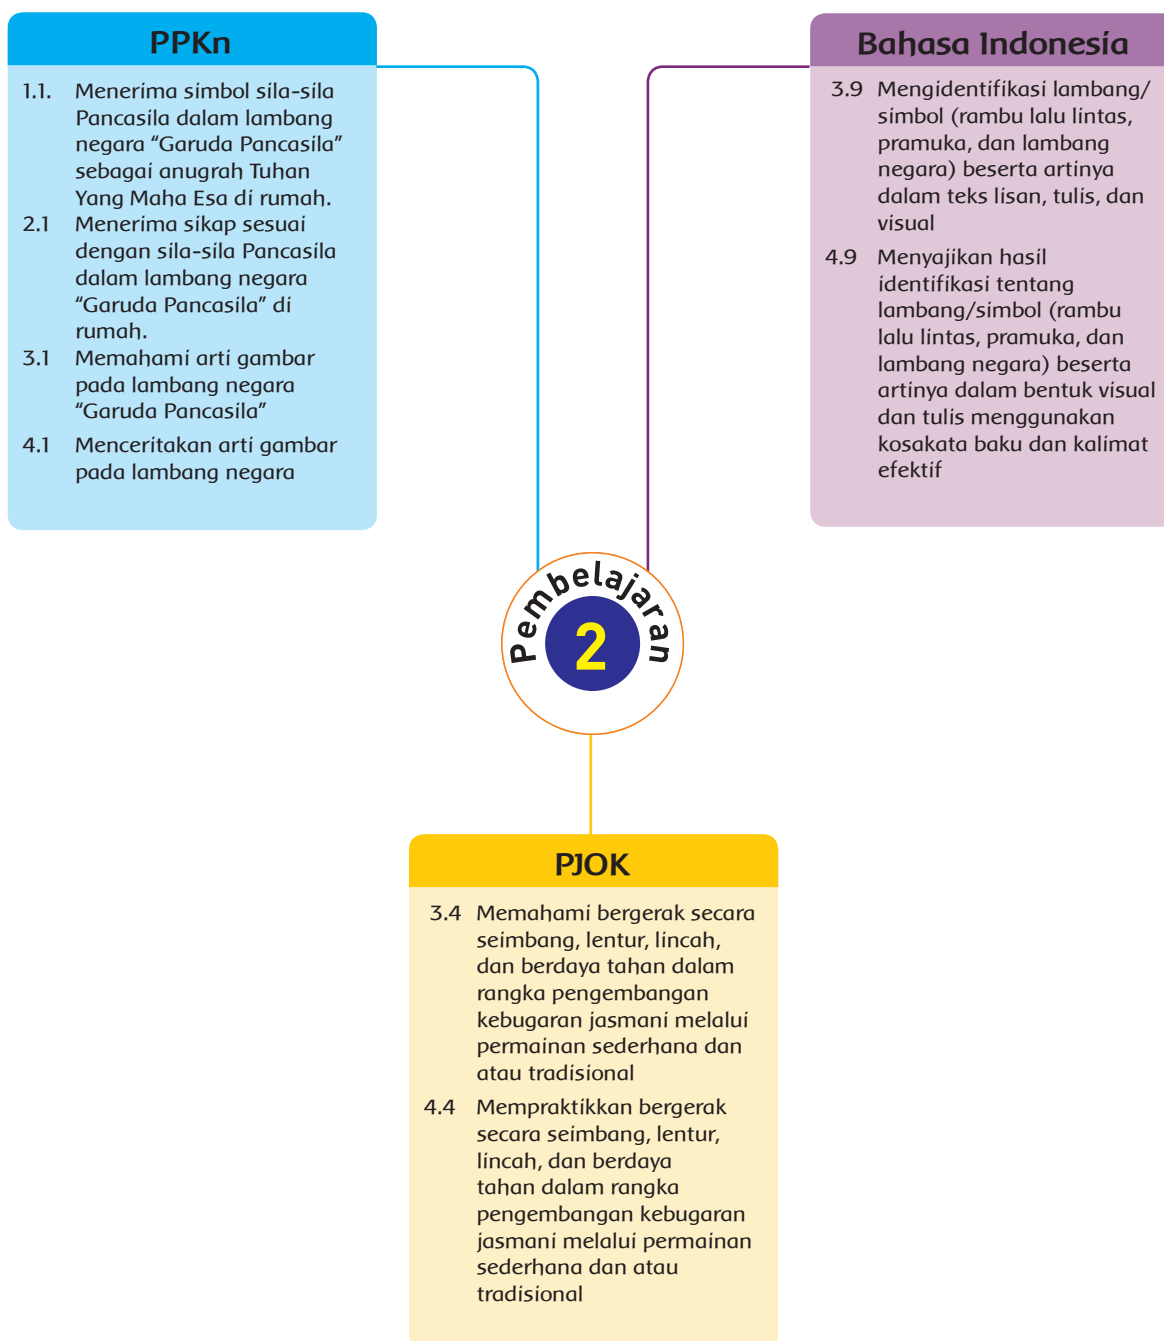 PPKn
1.1. Menerima simbol sila-sila
Pancasila dalam lambang
negara “Garuda Pancasila”
sebagai anugrah Tuhan
Yang Maha Esa di rumah.
2.1 Menerima sikap sesuai
dengan sila-sila Pancasila
dalam lambang negara
“Garuda Pancasila” di
rumah.
3.1 Memahami arti gambar
pada lambang negara
“Garuda Pancasila”
4.1 Menceritakan arti gambar
pada lambang negara
Bahasa Indonesia
3.9 Mengidentifikasi lambang/
simbol (rambu lalu lintas,
pramuka, dan lambang
negara) beserta artinya
dalam teks lisan, tulis, dan
visual
4.9 Menyajikan hasil
identifikasi tentang
lambang/simbol (rambu
lalu lintas, pramuka, dan
lambang negara) beserta
artinya dalam bentuk visual
dan tulis menggunakan
kosakata baku dan kalimat
efektif
Pembelajaran
2
PJOK
3.4 Memahami bergerak secara
seimbang, lentur, lincah,
dan berdaya tahan dalam
rangka pengembangan
kebugaran jasmani melalui
permainan sederhana dan
atau tradisional
4.4 Mempraktikkan bergerak
secara seimbang, lentur,
lincah, dan berdaya
tahan dalam rangka
pengembangan kebugaran
jasmani melalui permainan
sederhana dan atau
tradisional